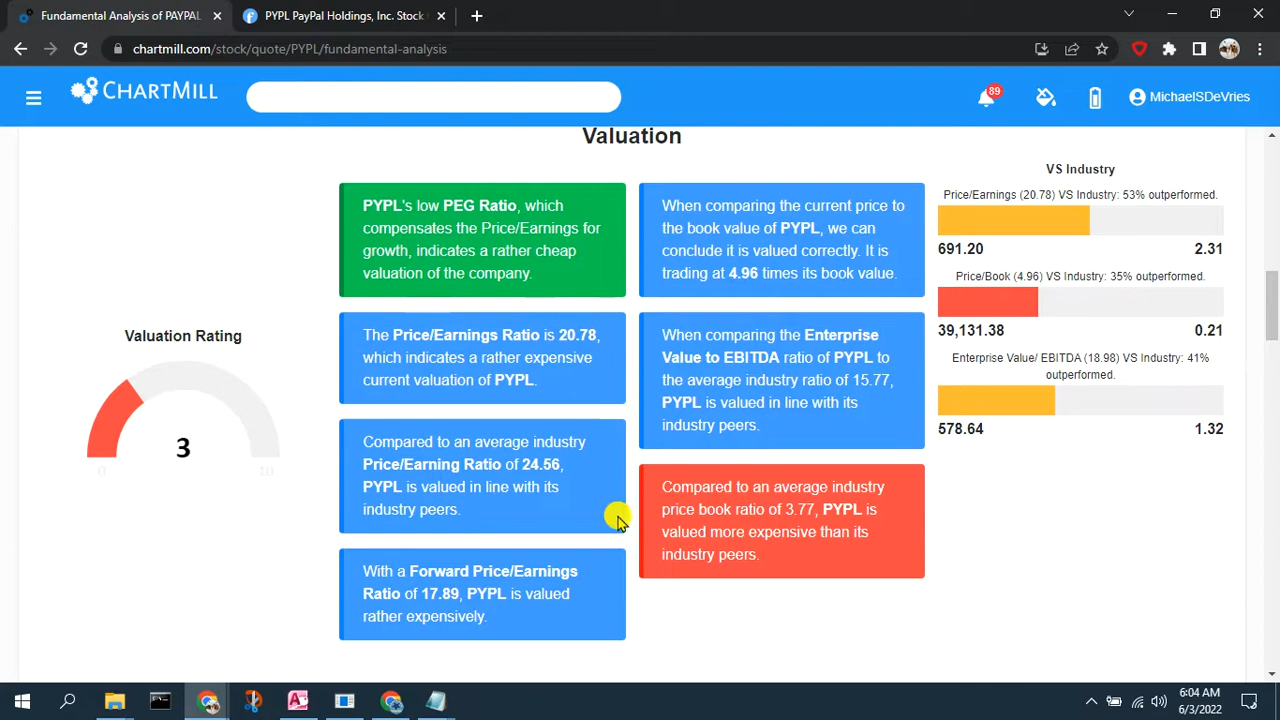 Fundamental Analysis of PAYPAL
PYPL PayPal Holdings, Inc. Stock
chartmill.com/stock/quote/PYPL/fundamental-analysis
CHARTMILL
89
MichaelSDeVries
Valuation
Valuation Rating
3
0
10
PYPL's low PEG Ratio, which
compensates the Price/Earnings for
growth, indicates a rather cheap
valuation of the company.
The Price/Earnings Ratio is 20.78,
which indicates a rather expensive
current valuation of PYPL.
Compared to an average industry
Price/Earning Ratio of 24.56,
PYPL is valued in line with its
industry peers.
With a Forward Price/Earnings
Ratio of 17.89, PYPL is valued
rather expensively.
When comparing the current price to
the book value of PYPL, we can
conclude it is valued correctly. It is
trading at 4.96 times its book value.
When comparing the Enterprise
Value to EBITDA ratio of PYPL to
the average industry ratio of 15.77,
PYPL is valued in line with its
industry peers.
Compared to an average industry
price book ratio of 3.77, PYPL is
valued more expensive than its
industry peers.
VS Industry
Price/Earnings (20.78) VS Industry: 53% outperformed.
691.20 2.31
Price/Book (4.96) VS Industry: 35% outperformed.
39,131.38 0.21
Enterprise Value/ EBITDA (18.98) VS Industry: 41%
outperformed.
578.64 1.32
6:04 AM
6/3/2022